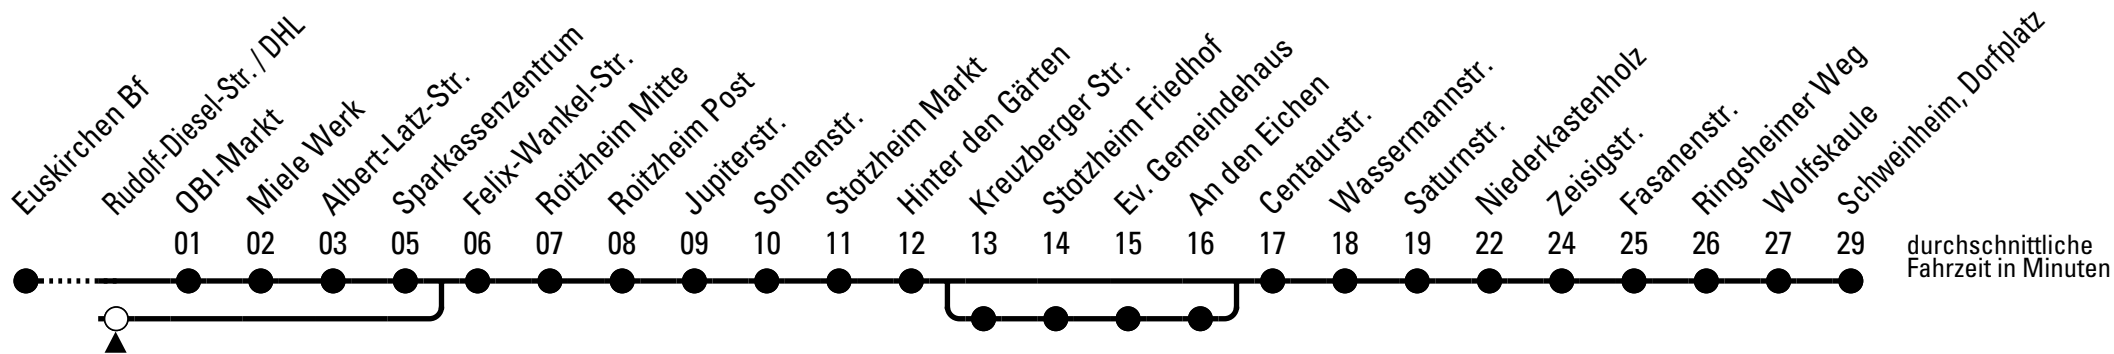 Euskirchen Bf
Rudolf-Diesel-Str. / DHL
OBI-Markt
Miele Werk
Albert-Latz-Str.
Sparkassenzentrum
Felix-Wankel-Str.
Roitzheim Mitte
Roitzheim Post
Jupiterstr.
Sonnenstr.
Stotzheim Markt
Hinter den Gärten
Kreuzberger Str.
Stotzheim Friedhof
Ev. Gemeindehaus
An den Eichen
Centaurstr.
Wassermannstr.
Saturnstr.
Niederkastenholz
Zeisigstr.
Fasanenstr.
Ringsheimer Weg
Wolfskaule
Schweinheim, Dorfplatz
01 02 03 05 06 07 08 09 10 11 12 13 14 15 16 17 18 19 22 24 25 26 27 29
durchschnittliche
Fahrzeit in Minuten